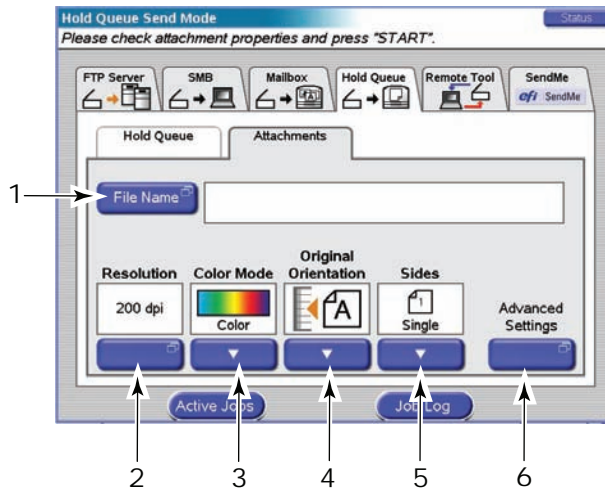 Hold Queue Send Mode
Status
Please check attachment properties and press "START".
FTP Server
SMB
Mailbox
Hold Queue
Remote Tool
SendMe
efi SendMe
Hold Queue
Attachments
1
File Name
Resolution
Color Mode
Original
Orientation
Sides
200 dpi
Color
A
1
Single
Advanced
Settings
Active Jobs
Job Log
2 3 4 5 6